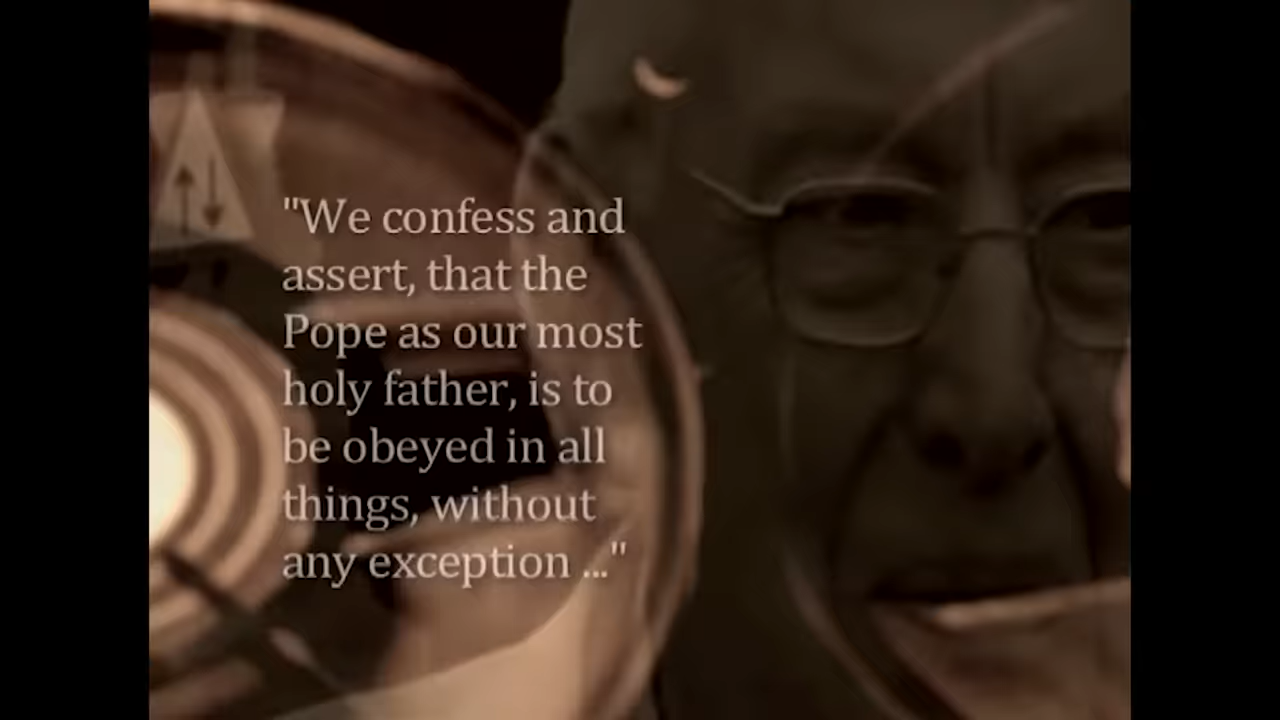 "We confess and
assert, that the
Pope as our most
holy father, is to
be obeyed in all
things, without
any exception ..."